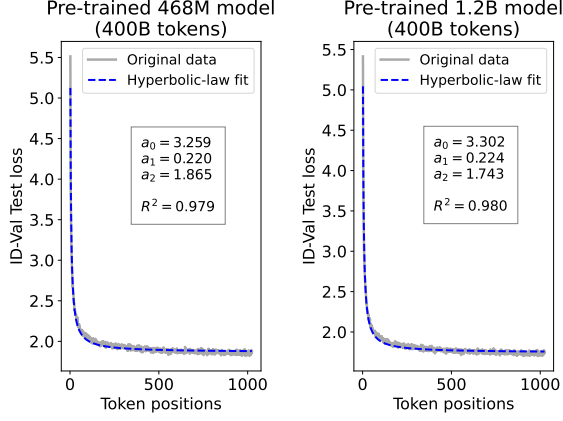 Pre-trained 468M model
(400B tokens)
Original data
Hyperbolic-law fit
a0 = 3.259
a1 = 0.220
a2 = 1.865
R² = 0.979
ID-Val Test loss
5.5
5.0
4.5
4.0
3.5
3.0
2.5
2.0
0
500
1000
Token positions
Pre-trained 1.2B model
(400B tokens)
Original data
Hyperbolic-law fit
a0 = 3.302
a1 = 0.224
a2 = 1.743
R² = 0.980
ID-Val Test loss
5.5
5.0
4.5
4.0
3.5
3.0
2.5
2.0
0
500
1000
Token positions